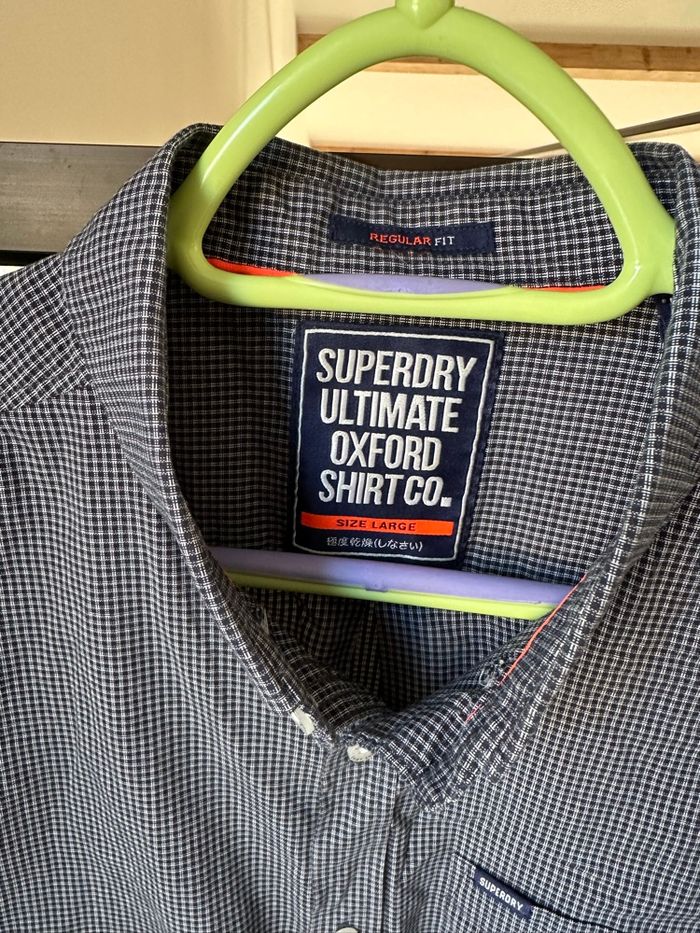 REGULAR FIT
SUPERDRY
ULTIMATE
OXFORD
SHIRT CO.
SIZE LARGE
極度乾燥(しなさい)
SUPERDRY